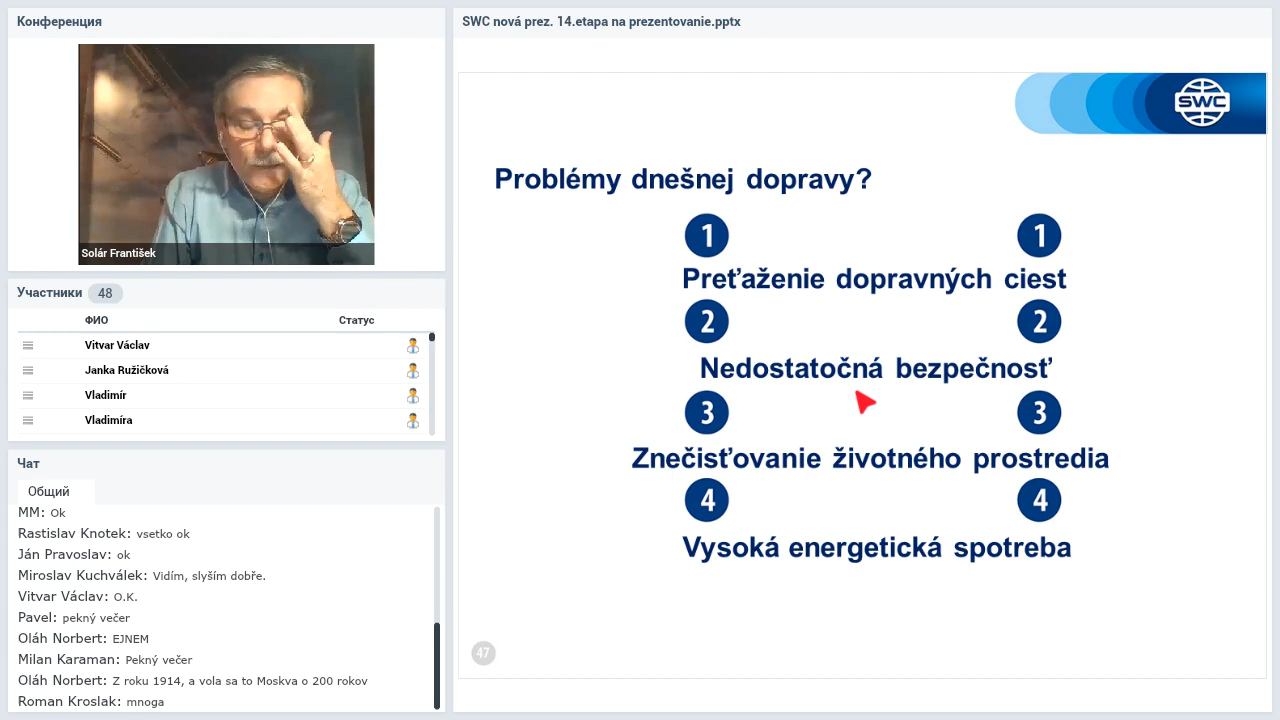 Конференция
Solár František
Участники 48
ФИО Статус
Vitvar Václav
Janka Ružičková
Vladimír
Vladimíra
Чат
Общий
MM: Ok
Rastislav Knotek: vsetko ok
Ján Pravoslav: ok
Miroslav Kuchválek: Vidím, slyším dobře.
Vitvar Václav: O.K.
Pavel: pekný večer
Oláh Norbert: EJNEM
Milan Karaman: Pekný večer
Oláh Norbert: Z roku 1914, a vola sa to Moskva o 200 rokov
Roman Kroslak: mnoga
SWC nová prez. 14.etapa na prezentovanie.pptx
SWC
Problémy dnešnej dopravy?
1 1
Preťaženie dopravných ciest
2 2
Nedostatočná bezpečnosť
3 3
Znečisťovanie životného prostredia
4 4
Vysoká energetická spotreba
47